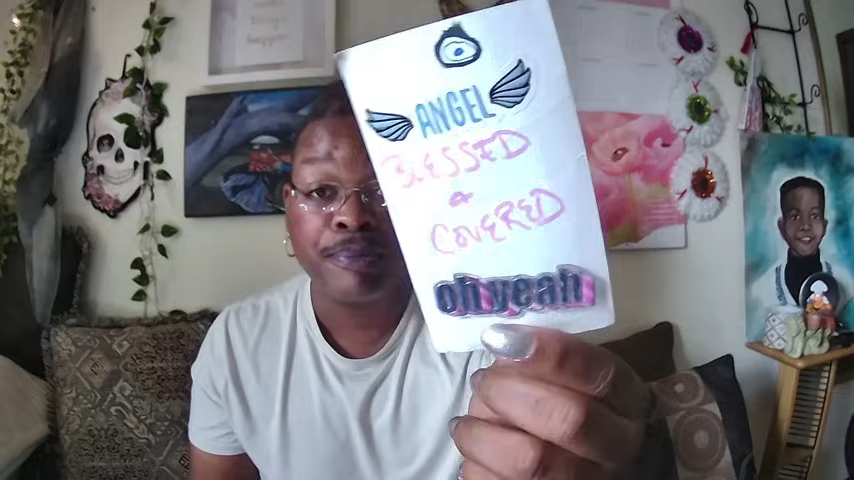 ANGEL
BLESSED
&
COVERED
oh yeah